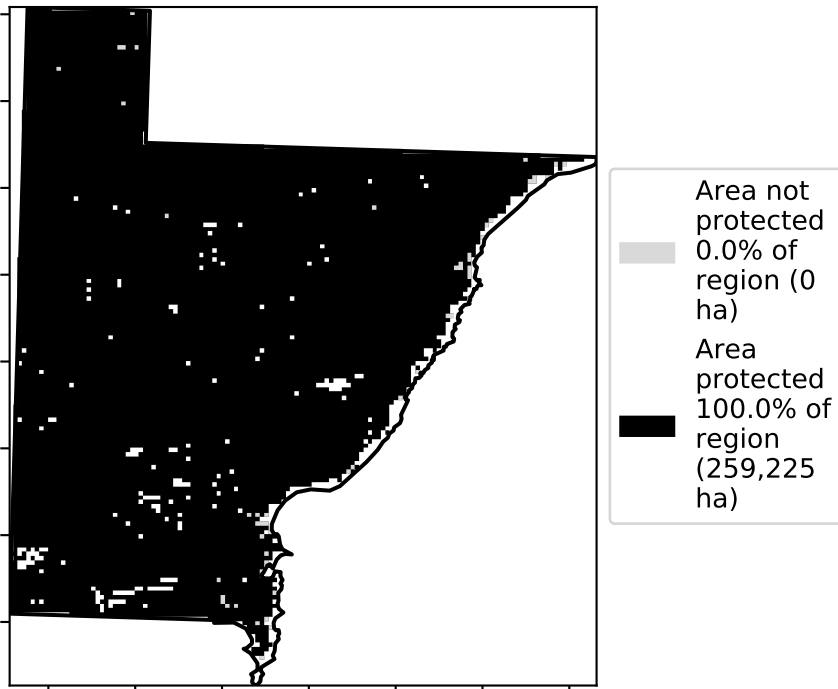 Area not
protected
0.0% of
region (0
ha)
Area
protected
100.0% of
region
(259,225
ha)